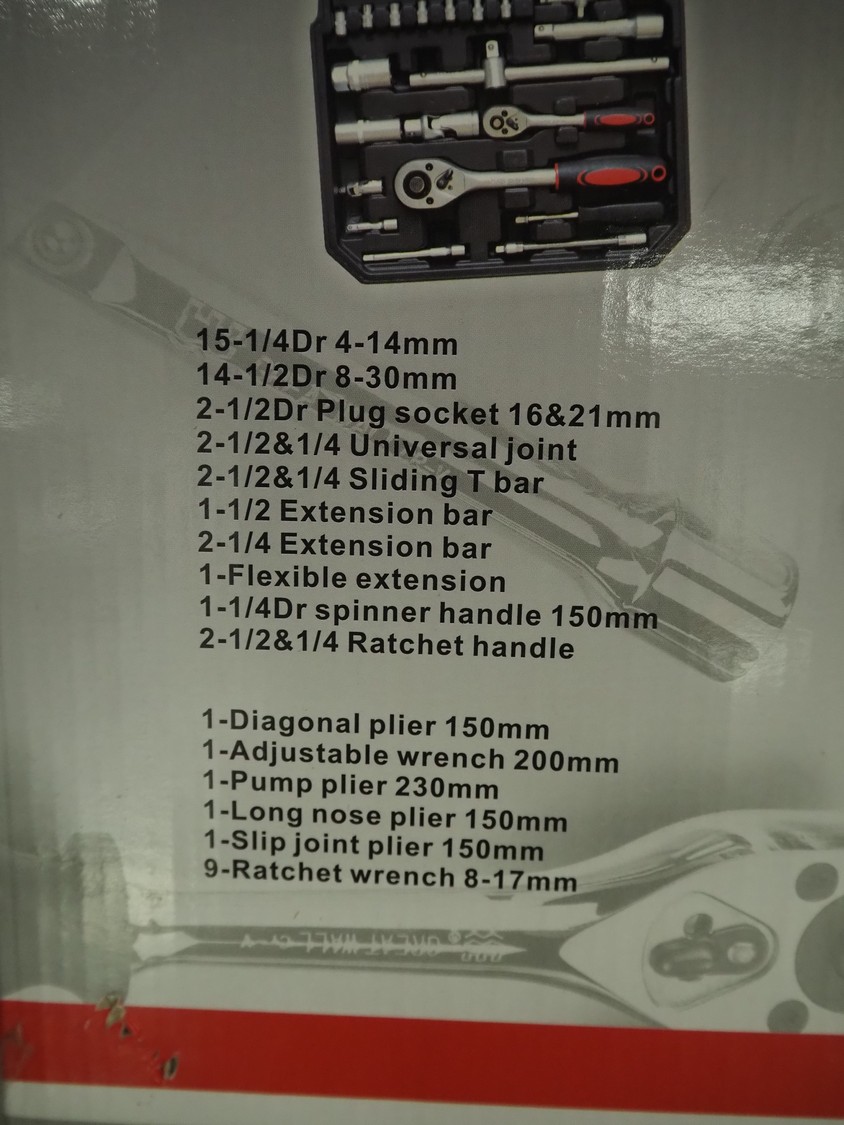 15-1/4Dr 4-14mm
14-1/2Dr 8-30mm
2-1/2Dr Plug socket 16&21mm
2-1/2&1/4 Universal joint
2-1/2&1/4 Sliding T bar
1-1/2 Extension bar
2-1/4 Extension bar
1-Flexible extension
1-1/4Dr spinner handle 150mm
2-1/2&1/4 Ratchet handle
1-Diagonal plier 150mm
1-Adjustable wrench 200mm
1-Pump plier 230mm
1-Long nose plier 150mm
1-Slip joint plier 150mm
9-Ratchet wrench 8-17mm
GREAT WALL